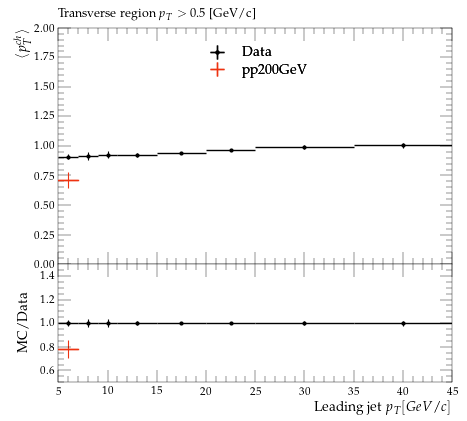 Transverse region p_T > 0.5 [GeV/c]
⟨p_T^ch⟩
2.00
Data
pp200GeV
1.75
1.50
1.25
1.00
0.75
0.50
0.25
0.00
MC/Data
1.4
1.2
1.0
0.8
0.6
5 10 15 20 25 30 35 40 45
Leading jet p_T[GeV/c]